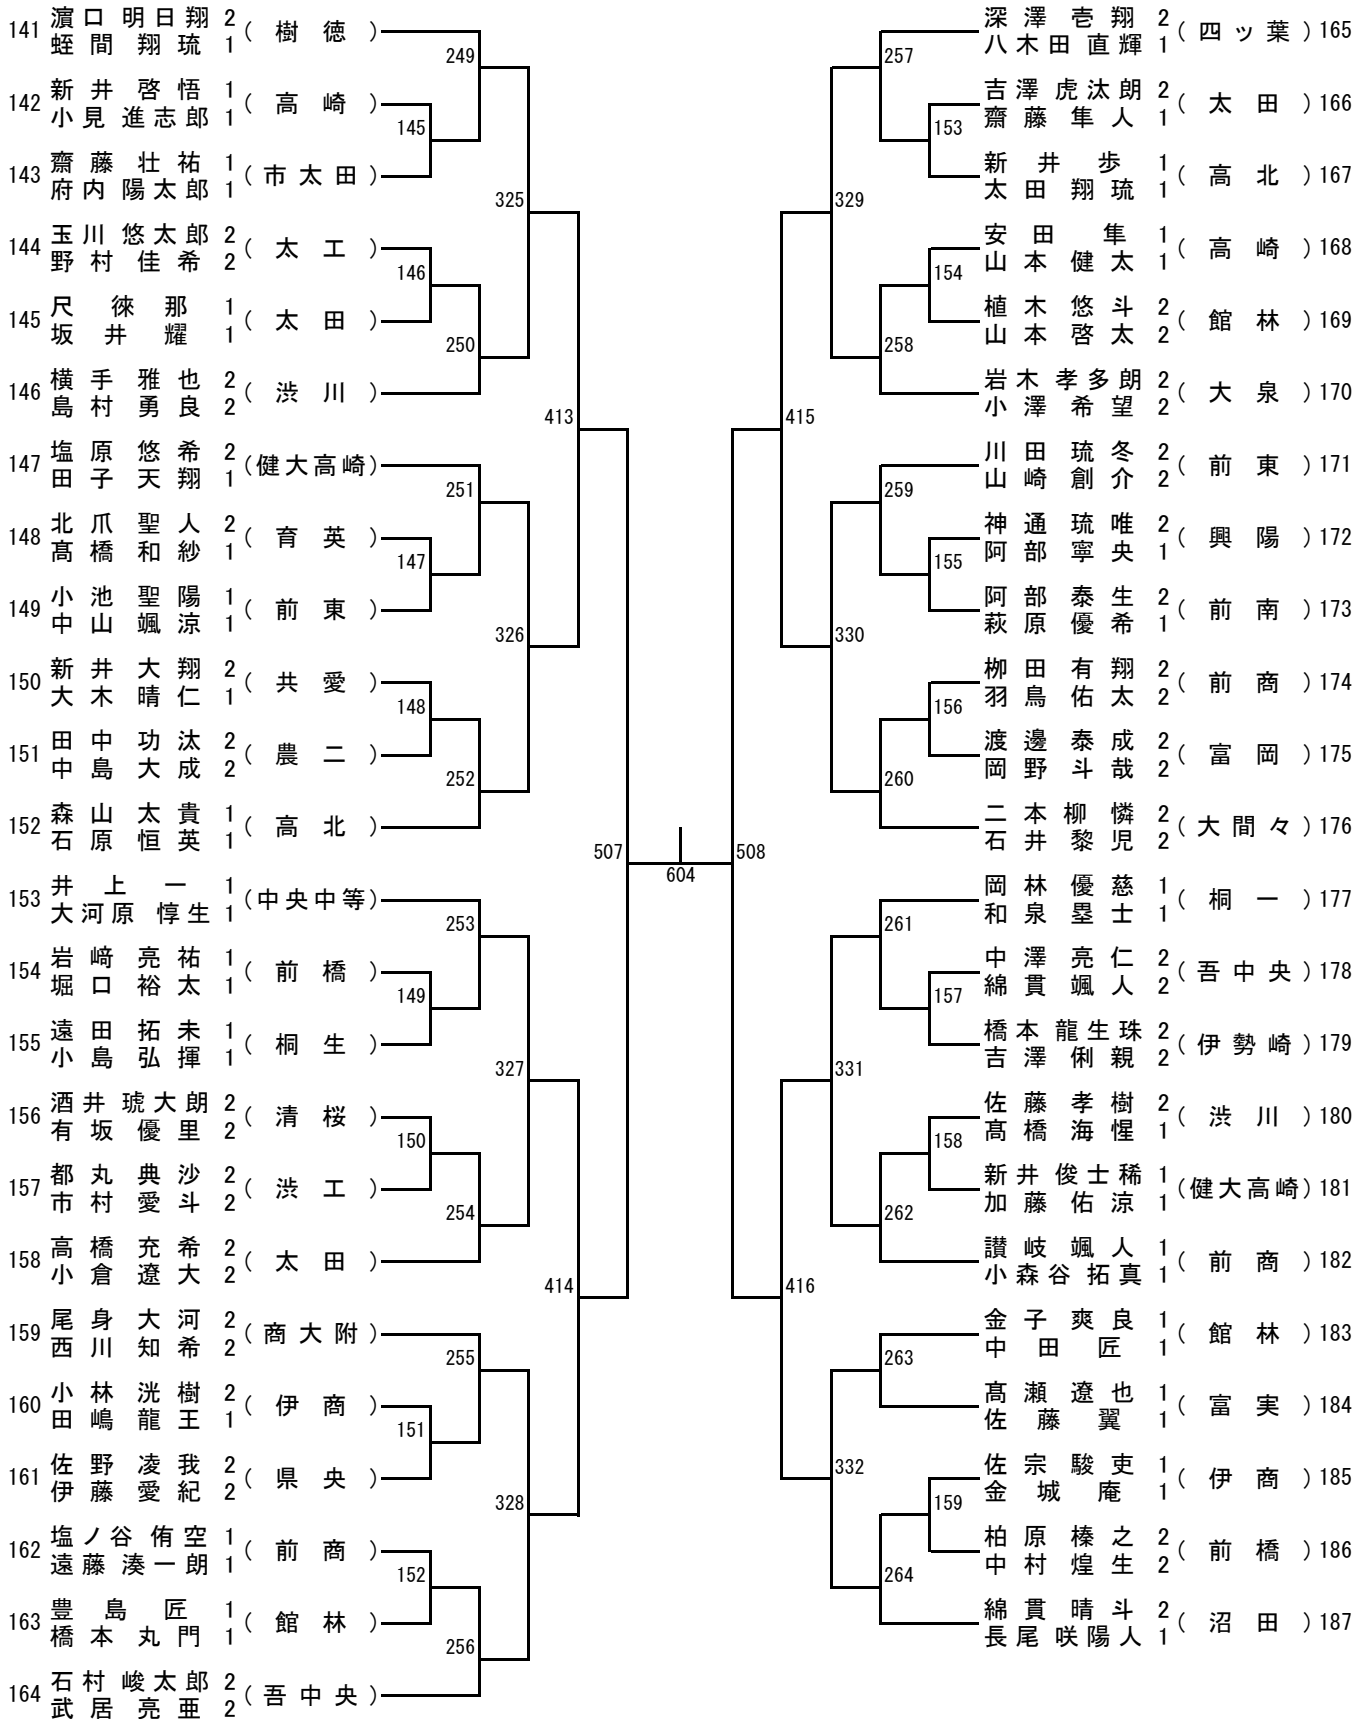 141 濵口 明日翔 2 (樹徳)
蛭間 翔琉 1
249
142 新井 啓悟 1 (高崎)
小見 進志郎 1
145
143 齋藤 壮祐 1 (市太田)
府内 陽太郎 1
325
144 玉川 悠太郎 2 (太工)
野村 佳希 2
146
145 尺 徠那 1 (太田)
坂井 耀 1
250
146 横手 雅也 2 (渋川)
島村 勇良 2
413
147 塩原 悠希 2 (健大高崎)
田子 天翔 1
251
148 北爪 聖人 2 (育英)
髙橋 和紗 1
147
149 小池 聖陽 1 (前東)
中山 颯涼 1
326
150 新井 大翔 2 (共愛)
大木 晴仁 1
148
151 田中 功汰 2 (農二)
中島 大成 2
252
152 森山 太貴 1 (高北)
石原 恒英 1
507
153 井上 一 1 (中央中等)
大河原 惇生 1
253
154 岩﨑 亮祐 1 (前橋)
堀口 裕太 1
149
155 遠田 拓未 1 (桐生)
小島 弘揮 1
327
156 酒井 琥大朗 2 (清桜)
有坂 優里 2
150
157 都丸 典沙 2 (渋工)
市村 愛斗 2
254
158 高橋 充希 2 (太田)
小倉 遼大 2
414
159 尾身 大河 2 (商大附)
西川 知希 2
255
160 小林 洸樹 2 (伊商)
田嶋 龍王 1
151
161 佐野 凌我 2 (県央)
伊藤 愛紀 2
328
162 塩ノ谷 侑空 1 (前商)
遠藤 湊一朗 1
152
163 豊島 匠 1 (館林)
橋本 丸門 1
256
164 石村 峻太郎 2 (吾中央)
武居 亮亜 2
604
深澤 壱翔 2 (四ッ葉) 165
八木田 直輝 1
257
吉澤 虎汰朗 2 (太田) 166
齋藤 隼人 1
153
新井 歩 1 (高北) 167
太田 翔琉 1
329
安田 隼 1 (高崎) 168
山本 健太 1
154
植木 悠斗 2 (館林) 169
山本 啓太 2
258
岩木 孝多朗 2 (大泉) 170
小澤 希望 2
415
川田 琉冬 2 (前東) 171
山崎 創介 2
259
神通 琉唯 2 (興陽) 172
阿部 寧央 1
155
阿部 泰生 2 (前南) 173
萩原 優希 1
330
栁田 有翔 2 (前商) 174
羽鳥 佑太 2
156
渡邊 泰成 2 (富岡) 175
岡野 斗哉 2
260
二本柳 憐 2 (大間々) 176
石井 黎児 2
508
岡林 優慈 1 (桐一) 177
和泉 塁士 1
261
中澤 亮仁 2 (吾中央) 178
綿貫 颯人 2
157
橋本 龍生珠 2 (伊勢崎) 179
吉澤 俐親 2
331
佐藤 孝樹 2 (渋川) 180
髙橋 海惺 1
158
新井 俊士稀 1 (健大高崎) 181
加藤 佑涼 1
262
讃岐 颯人 1 (前商) 182
小森谷 拓真 1
416
金子 爽良 1 (館林) 183
中田 匠 1
263
髙瀬 遼也 1 (富実) 184
佐藤 翼 1
332
佐宗 駿吏 1 (伊商) 185
金城 庵 1
159
柏原 榛之 2 (前橋) 186
中村 煌生 2
264
綿貫 晴斗 2 (沼田) 187
長尾 咲陽人 1